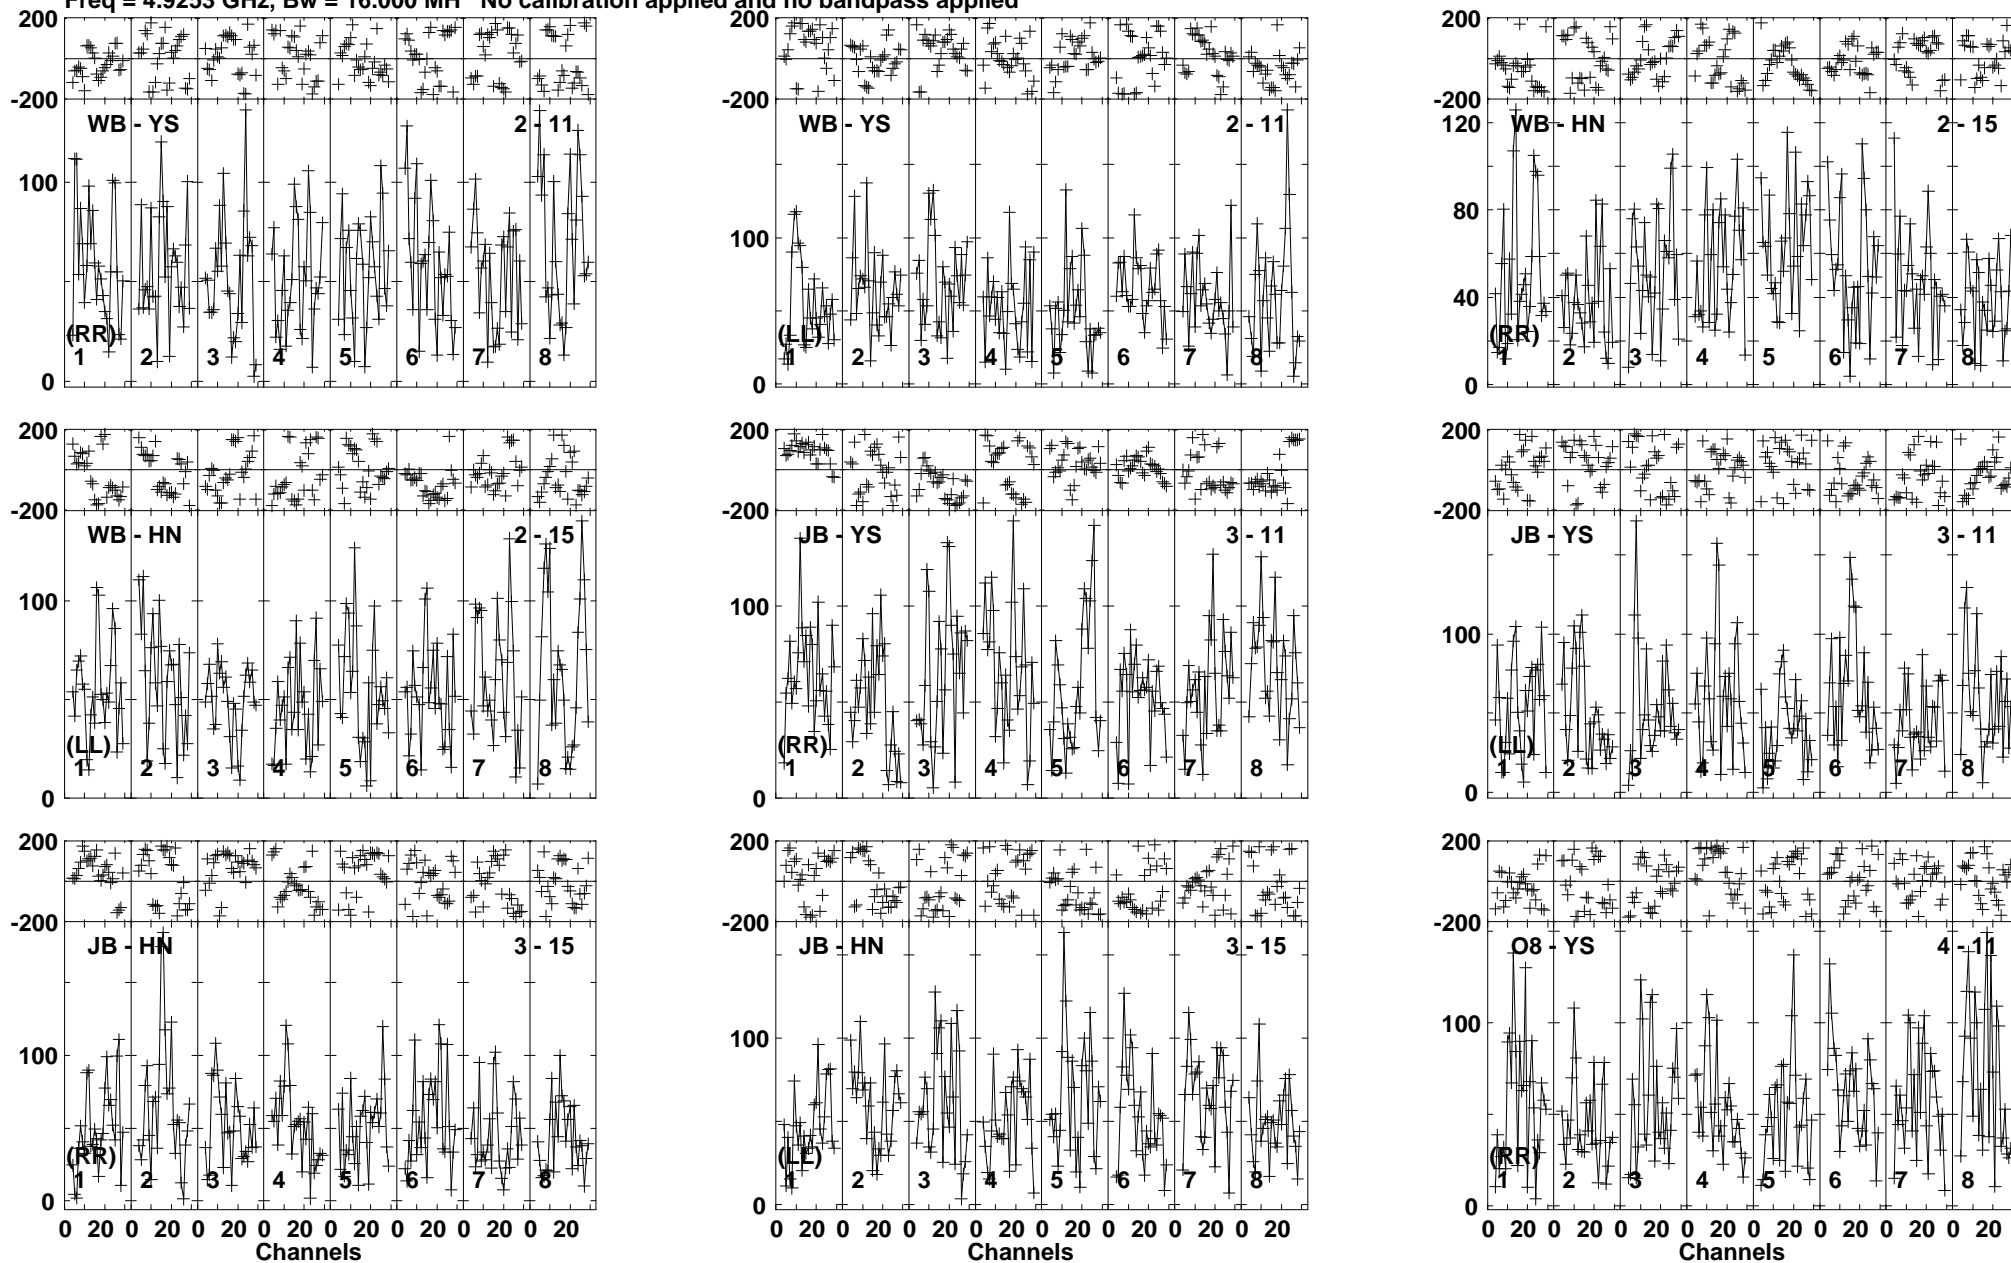 Freq = 4.9253 GHz, Bw = 16.000 MH No calibration applied and no bandpass applied
200 200 200
-200 -200 -200
WB - YS 2 - 11 WB - YS 2 - 11 120 WB - HN 2 - 15
100 100 80
40
(RR) (LL) (RR)
1 2 3 4 5 6 7 8 1 2 3 4 5 6 7 8 1 2 3 4 5 6 7 8
0 0 0
200 200 200
-200 -200 -200
WB - HN 2 - 15 JB - YS 3 - 11 JB - YS 3 - 11
100 100 100
(LL) (RR) (LL)
1 2 3 4 5 6 7 8 1 2 3 4 5 6 7 8 1 2 3 4 5 6 7 8
0 0 0
200 200 200
-200 -200 -200
JB - HN 3 - 15 JB - HN 3 - 15 O8 - YS 4 - 11
100 100 100
(RR) (LL) (RR)
1 2 3 4 5 6 7 8 1 2 3 4 5 6 7 8 1 2 3 4 5 6 7 8
0 0 0
0 20 0 20 0 20 0 20 0 20 0 20 0 20 0 20 0 20 0 20 0 20 0 20 0 20 0 20 0 20 0 20 0 20 0 20 0 20 0 20 0 20 0 20 0 20 0 20
Channels Channels Channels